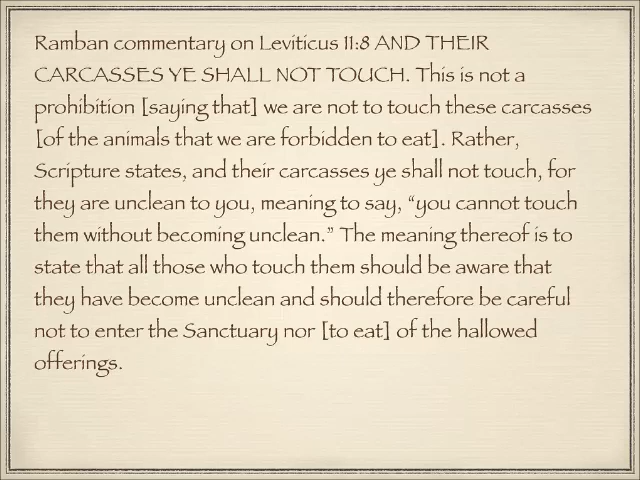 Ramban commentary on Leviticus 11:8 AND THEIR
CARCASSES YE SHALL NOT TOUCH. This is not a
prohibition [saying that] we are not to touch these carcasses
[of the animals that we are forbidden to eat]. Rather,
Scripture states, and their carcasses ye shall not touch, for
they are unclean to you, meaning to say, “you cannot touch
them without becoming unclean.” The meaning thereof is to
state that all those who touch them should be aware that
they have become unclean and should therefore be careful
not to enter the Sanctuary nor [to eat] of the hallowed
offerings.